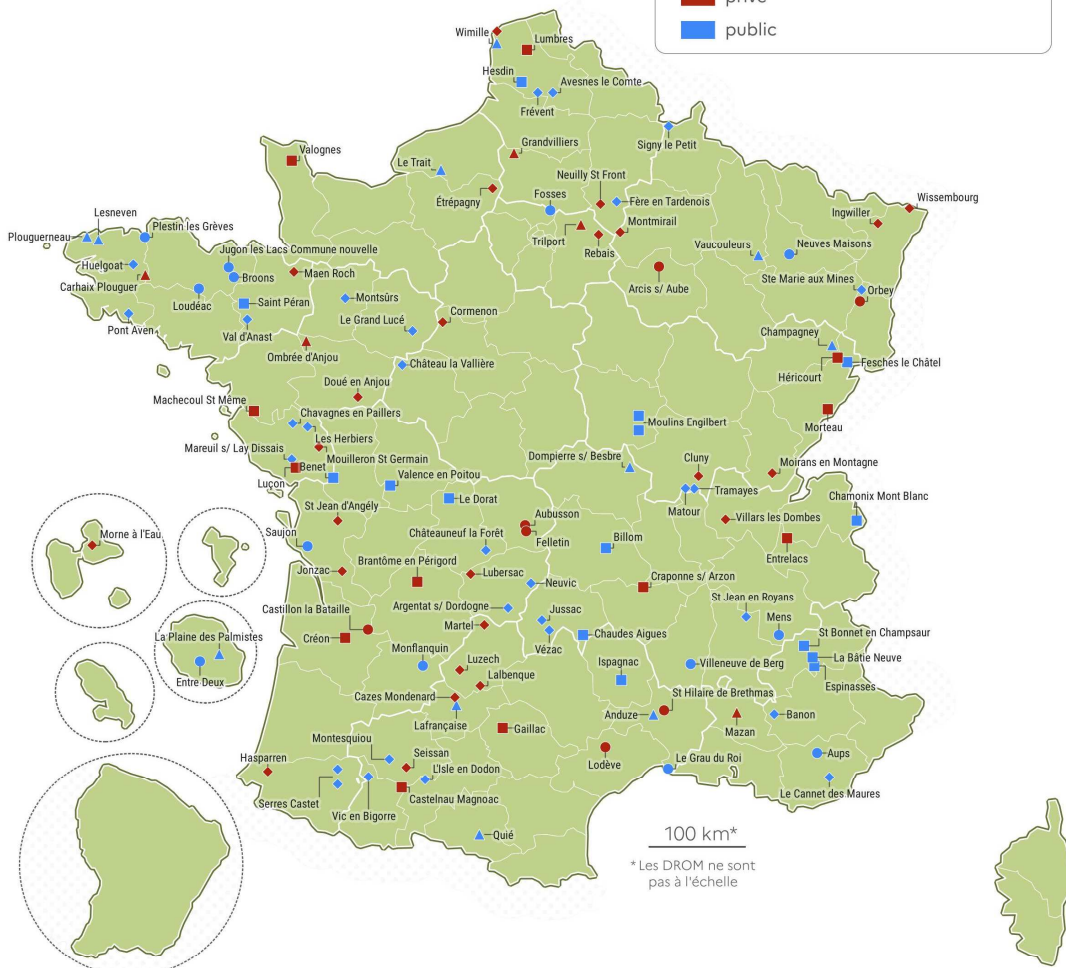 privé
public
Wimille
Lumbres
Hesdin
Avesnes le Comte
Frévent
Signy le Petit
Grandvilliers
Valognes
Le Trait
Neuilly St Front
Étrépagny
Fosses
Fère en Tardenois
Wissembourg
Montmirail
Ingwiller
Lesneven
Plestin les Grèves
Plouguerneau
Trilport
Rebais
Vaucouleurs
Neuves Maisons
Jugon les Lacs Commune nouvelle
Huelgoat
Broons
Maen Roch
Ste Marie aux Mines
Carhaix Plouguer
Arcis s/ Aube
Orbey
Loudéac
Saint Péran
Montsûrs
Cormenon
Pont Aven
Le Grand Lucé
Val d'Anast
Champagney
Ombrée d'Anjou
Château la Vallière
Fesches le Châtel
Héricourt
Doué en Anjou
Machecoul St Même
Chavagnes en Paillers
Moulins Engilbert
Morteau
Les Herbiers
Mareuil s/ Lay Dissais
Mouilleron St Germain
Dompierre s/ Besbre
Cluny
Moirans en Montagne
Benet
Luçon
Valence en Poitou
Tramayes
Le Dorat
Matour
Chamonix Mont Blanc
St Jean d'Angély
Aubusson
Villars les Dombes
Saujon
Châteauneuf la Forêt
Felletin
Billom
Morne à l'Eau
Entrelacs
Brantôme en Périgord
Jonzac
Lubersac
Neuvic
Craponne s/ Arzon
St Jean en Royans
Castillon la Bataille
Argentat s/ Dordogne
Jussac
Mens
La Plaine des Palmistes
Créon
Martel
Chaudes Aigues
St Bonnet en Champsaur
Monflanquin
Vézac
La Bâtie Neuve
Entre Deux
Luzech
Ispagnac
Villeneuve de Berg
Lalbenque
Espinasses
Cazes Mondenard
St Hilaire de Brethmas
Lafrançaise
Anduze
Banon
Gaillac
Mazan
Montesquiou
Seissan
Hasparren
Lodève
Le Grau du Roi
Aups
L'Isle en Dodon
Serres Castet
Castelnau Magnoac
Le Cannet des Maures
Vic en Bigorre
Quié
100 km*
* Les DROM ne sont
pas à l'échelle